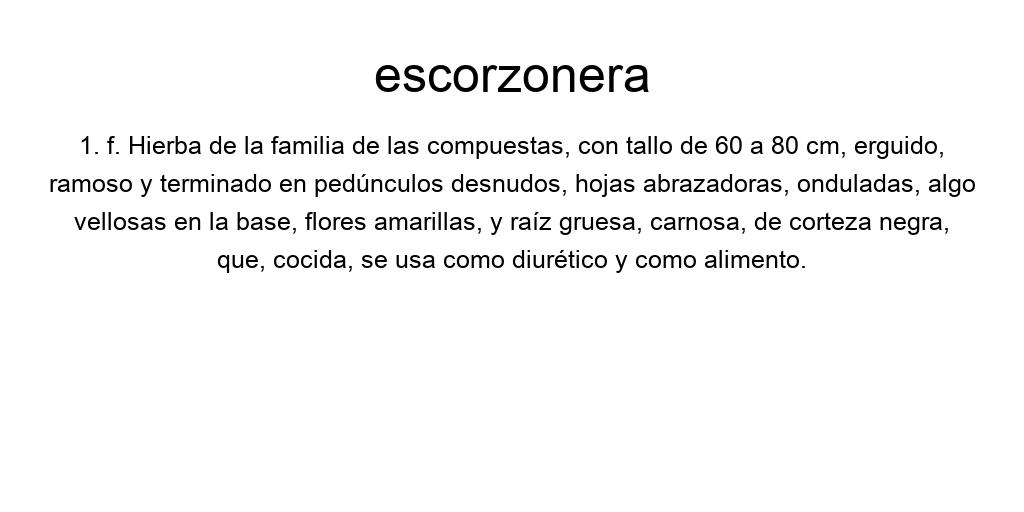 escorzonera
1. f. Hierba de la familia de las compuestas, con tallo de 60 a 80 cm, erguido,
ramoso y terminado en pedúnculos desnudos, hojas abrazadoras, onduladas, algo
vellosas en la base, flores amarillas, y raíz gruesa, carnosa, de corteza negra,
que, cocida, se usa como diurético y como alimento.